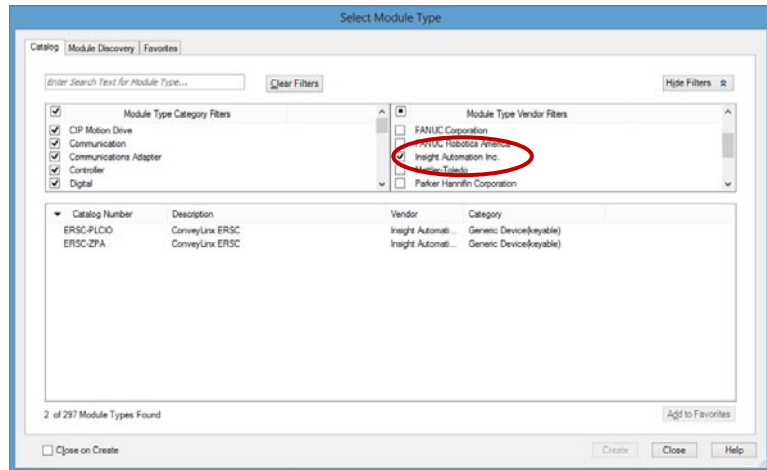 Select Module Type
Catalog Module Discovery Favorites
Enter Search Text for Module Type... Clear Filters Hide Filters
Module Type Category Filters Module Type Vendor Filters
CIP Motion Drive FANUC Corporation
Communication FANUC Robotics America
Communications Adapter Insight Automation Inc.
Controller Mettler-Toledo
Digital Parker Hannifin Corporation
Catalog Number Description Vendor Category
ERSC-PLCIO ConveyLinx ERSC Insight Automati... Generic Device(keyable)
ERSC-ZPA ConveyLinx ERSC Insight Automati... Generic Device(keyable)
2 of 297 Module Types Found Add to Favorites
Close on Create Create Close Help